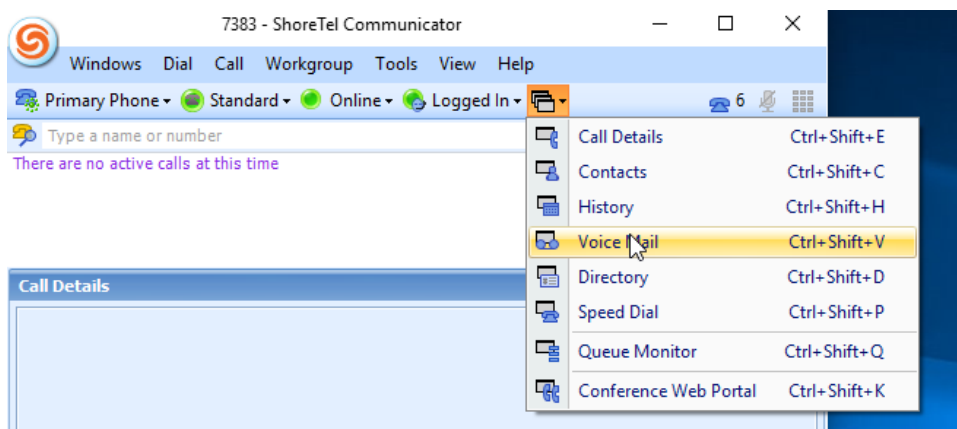 7383 - ShoreTel Communicator
Windows Dial Call Workgroup Tools View Help
Primary Phone Standard Online Logged In 6
Type a name or number
There are no active calls at this time
Call Details Ctrl+Shift+E
Contacts Ctrl+Shift+C
History Ctrl+Shift+H
Voice Mail Ctrl+Shift+V
Directory Ctrl+Shift+D
Speed Dial Ctrl+Shift+P
Queue Monitor Ctrl+Shift+Q
Conference Web Portal Ctrl+Shift+K
Call Details